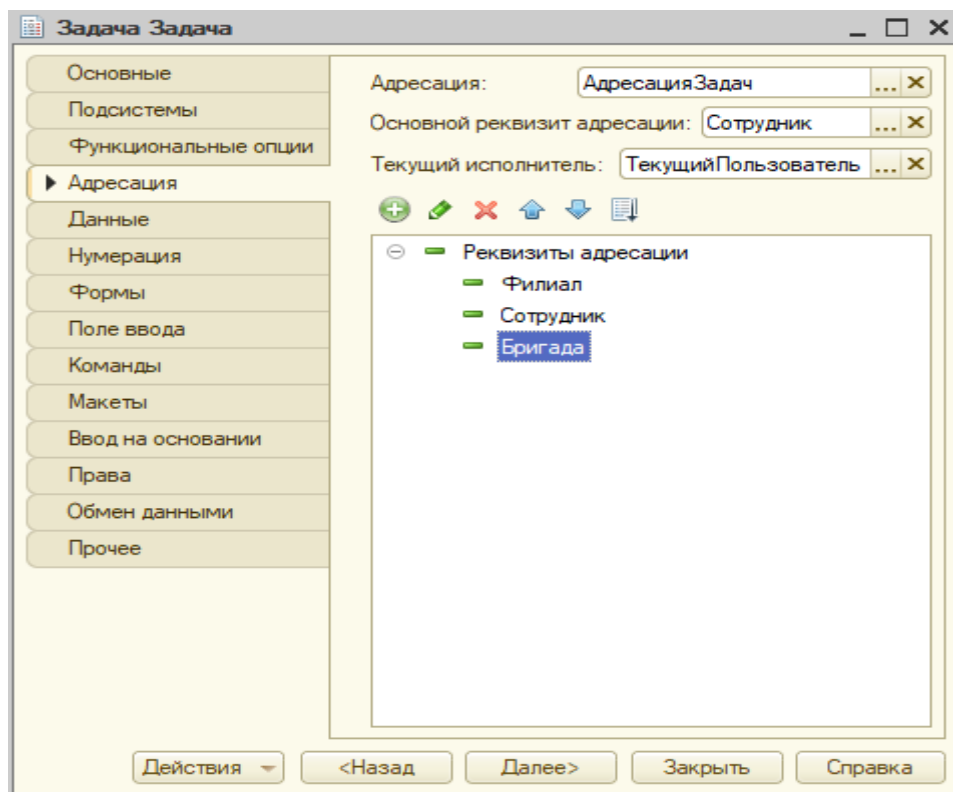 Задача Задача
Основные
Подсистемы
Функциональные опции
Адресация
Данные
Нумерация
Формы
Поле ввода
Команды
Макеты
Ввод на основании
Права
Обмен данными
Прочее
Адресация: АдресацияЗадач ...
Основной реквизит адресации: Сотрудник ...
Текущий исполнитель: ТекущийПользователь ...
Реквизиты адресации
Филиал
Сотрудник
Бригада
Действия <Назад Далее> Закрыть Справка